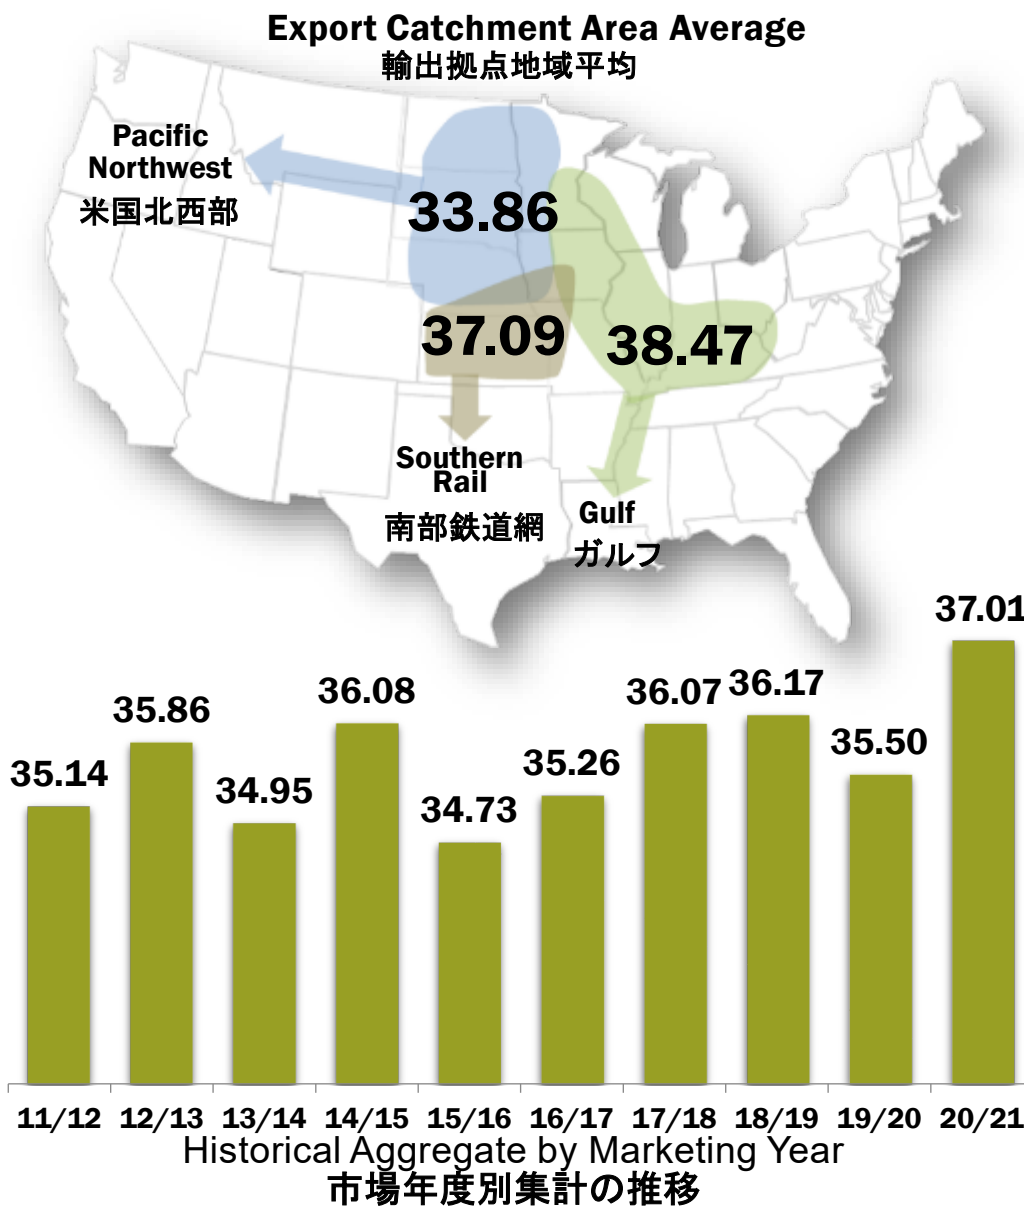 Export Catchment Area Average
輸出拠点地域平均
Pacific
Northwest
米国北西部
33.86
37.09
38.47
Southern
Rail
南部鉄道網
Gulf
ガルフ
35.14
35.86
34.95
36.08
34.73
35.26
36.07
36.17
35.50
37.01
11/12 12/13 13/14 14/15 15/16 16/17 17/18 18/19 19/20 20/21
Historical Aggregate by Marketing Year
市場年度別集計の推移